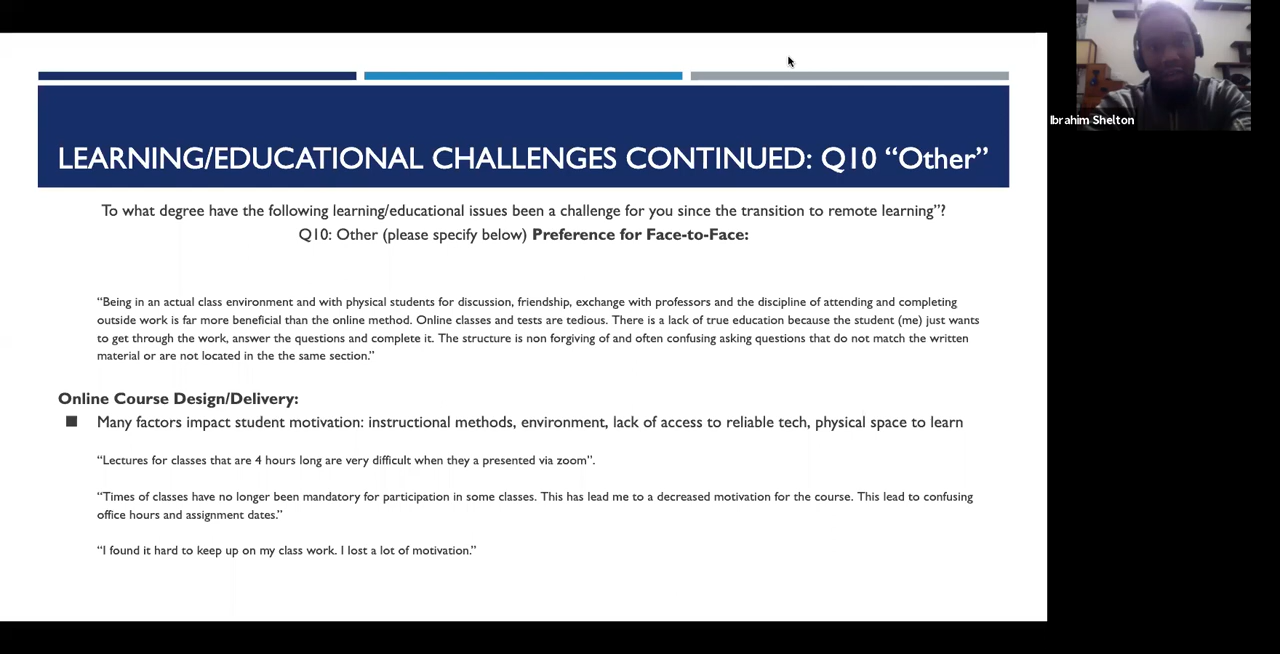 LEARNING/EDUCATIONAL CHALLENGES CONTINUED: Q10 “Other”
To what degree have the following learning/educational issues been a challenge for you since the transition to remote learning”?
Q10: Other (please specify below) Preference for Face-to-Face:
“Being in an actual class environment and with physical students for discussion, friendship, exchange with professors and the discipline of attending and completing
outside work is far more beneficial than the online method. Online classes and tests are tedious. There is a lack of true education because the student (me) just wants
to get through the work, answer the questions and complete it. The structure is non forgiving of and often confusing asking questions that do not match the written
material or are not located in the the same section.”
Online Course Design/Delivery:
■ Many factors impact student motivation: instructional methods, environment, lack of access to reliable tech, physical space to learn
“Lectures for classes that are 4 hours long are very difficult when they a presented via zoom”.
“Times of classes have no longer been mandatory for participation in some classes. This has lead me to a decreased motivation for the course. This lead to confusing
office hours and assignment dates.”
“I found it hard to keep up on my class work. I lost a lot of motivation.”
Ibrahim Shelton